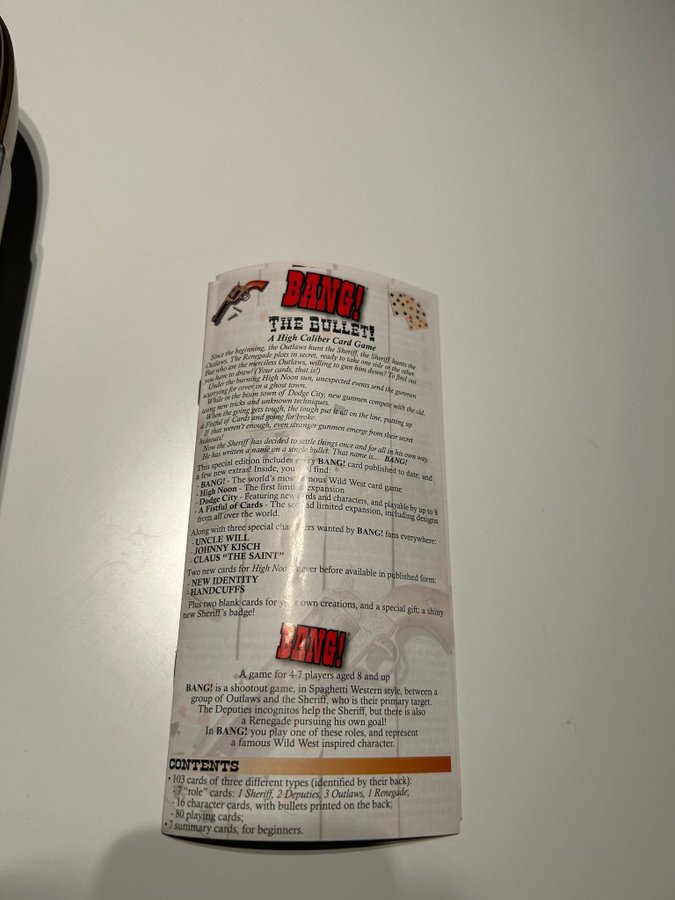 BANG!
THE BULLET!
A High Caliber Card Game
Since the beginning, the Outlaws hunt the Sheriff, the Sheriff hunts the
Outlaws. The Renegade plots in secret, ready to take one side or the other.
But who are the merciless Outlaws, willing to gun him down? To find out
you have to draw! (Your cards, that is!)
Under the burning High Noon sun, unexpected events send the gunmen
scurrying for cover in a ghost town.
While in the bison town of Dodge City, new gunmen compete with the old,
using new tricks and unknown techniques.
When the going gets tough, the tough put it all on the line, putting up
a Fistful of Cards and going for broke.
If that weren't enough, even stranger gunmen emerge from their secret
hideouts!
Now the Sheriff has decided to settle things once and for all in his own way.
He has written a name on a single bullet. That name is... BANG!
This special edition includes every BANG! card published to date, and
a few new extras! Inside, you will find:
- BANG! - The world's most famous Wild West card game
- High Noon - The first limited expansion
- Dodge City - Featuring new cards and characters, and playable by up to 8
- A Fistful of Cards - The second limited expansion, including designs
from all over the world.
Along with three special characters wanted by BANG! fans everywhere:
- UNCLE WILL
- JOHNNY KISCH
- CLAUS "THE SAINT"
Two new cards for High Noon never before available in published form:
- NEW IDENTITY
- HANDCUFFS
Plus two blank cards for your own creations, and a special gift: a shiny
new Sheriff's badge!
BANG!
A game for 4-7 players aged 8 and up
BANG! is a shootout game, in Spaghetti Western style, between a
group of Outlaws and the Sheriff, who is their primary target.
The Deputies incognitos help the Sheriff, but there is also
a Renegade pursuing his own goal!
In BANG! you play one of these roles, and represent
a famous Wild West inspired character.
CONTENTS
• 103 cards of three different types (identified by their back):
- 7 "role" cards: 1 Sheriff, 2 Deputies, 3 Outlaws, 1 Renegade;
- 16 character cards, with bullets printed on the back;
- 80 playing cards;
• 7 summary cards, for beginners.